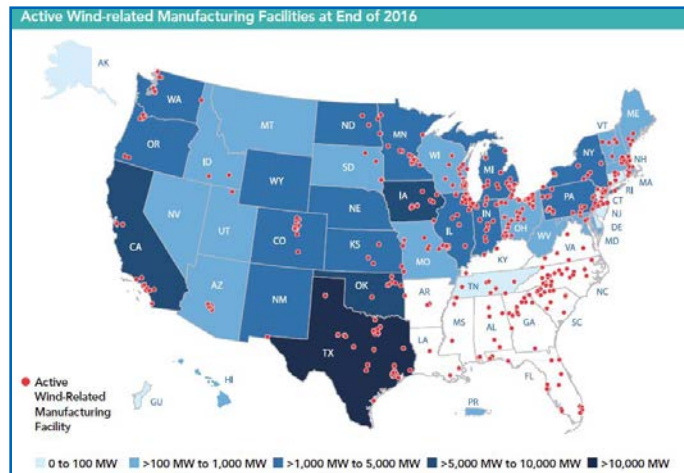 Active Wind-related Manufacturing Facilities at End of 2016
AK
WA
MT
ND
MN
VT
ME
OR
ID
SD
WI
MI
NY
NH
MA
WY
RI
CT
NJ
IA
PA
NV
NE
IL
IN
OH
DE
MD
UT
CO
WV
CA
KS
MO
KY
VA
AZ
NM
OK
AR
TN
NC
SC
MS
AL
GA
TX
LA
FL
Active
Wind-Related
Manufacturing
Facility
GU
HI
PR
0 to 100 MW >100 MW to 1,000 MW >1,000 MW to 5,000 MW >5,000 MW to 10,000 MW >10,000 MW